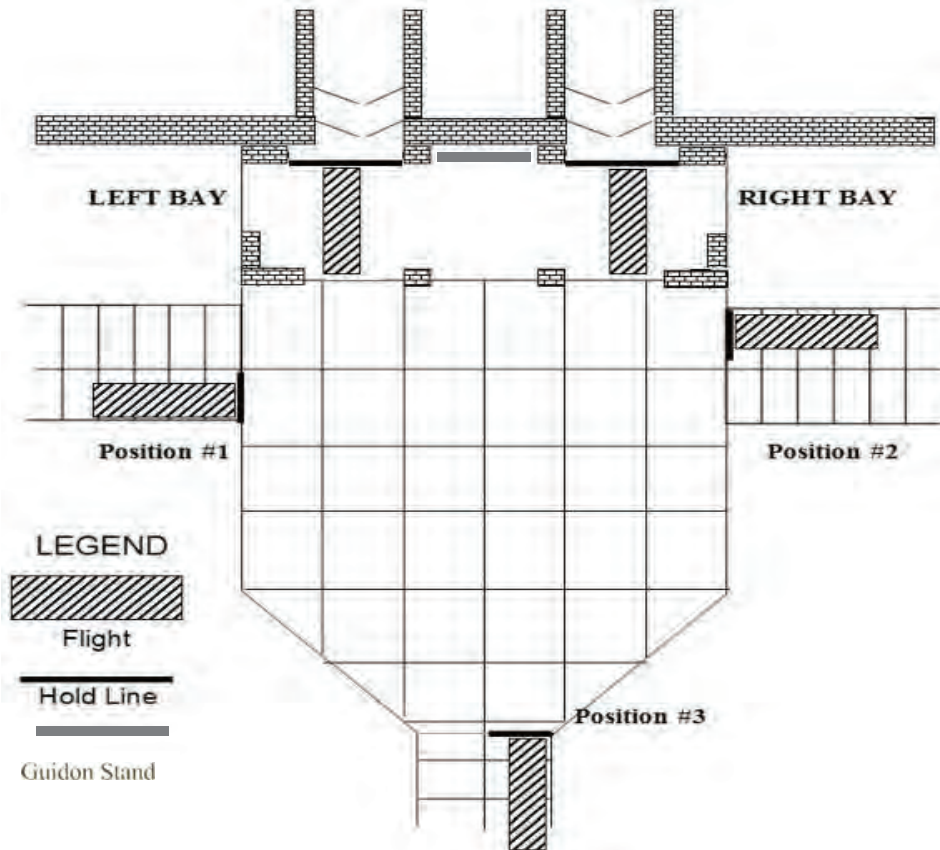 LEFT BAY
RIGHT BAY
Position #1
Position #2
LEGEND
Flight
Hold Line
Position #3
Guidon Stand